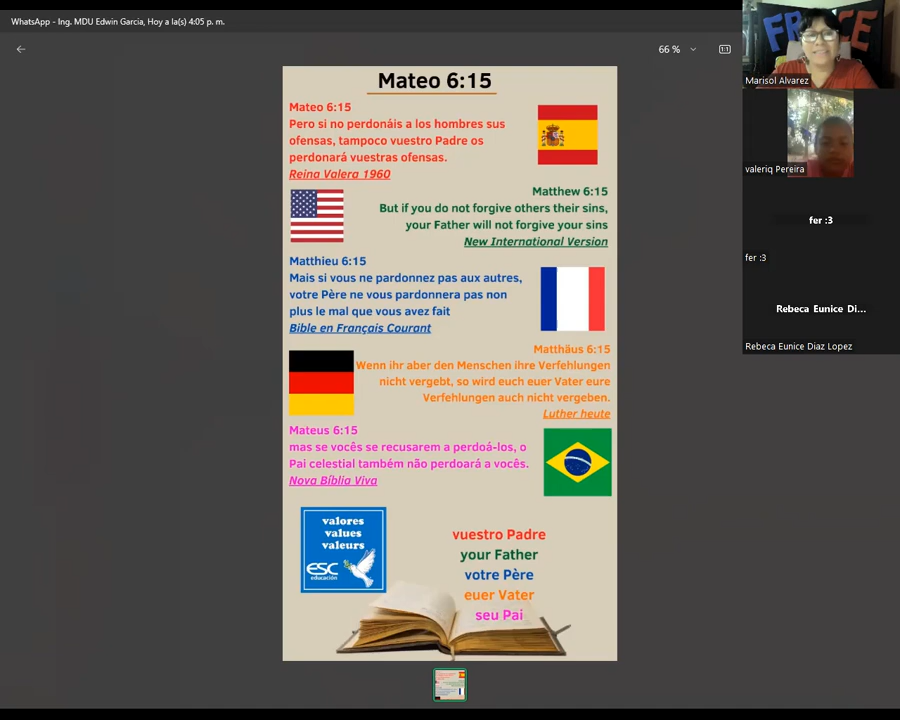 WhatsApp - Ing. MDU Edwin Garcia, Hoy a la(s) 4:05 p. m.
66 %
1:1
Mateo 6:15
Mateo 6:15
Pero si no perdonáis a los hombres sus
ofensas, tampoco vuestro Padre os
perdonará vuestras ofensas.
Reina Valera 1960
Matthew 6:15
But if you do not forgive others their sins,
your Father will not forgive your sins
New International Version
Matthieu 6:15
Mais si vous ne pardonnez pas aux autres,
votre Père ne vous pardonnera pas non
plus le mal que vous avez fait
Bible en Français Courant
Matthäus 6:15
Wenn ihr aber den Menschen ihre Verfehlungen
nicht vergebt, so wird euch euer Vater eure
Verfehlungen auch nicht vergeben.
Luther heute
Mateus 6:15
mas se vocês se recusarem a perdoá-los, o
Pai celestial também não perdoará a vocês.
Nova Bíblia Viva
valores
values
valeurs
ESC
educación
vuestro Padre
your Father
votre Père
euer Vater
seu Pai
FRANCE
Marisol Alvarez
valeriq Pereira
fer :3
fer :3
Rebeca Eunice Di...
Rebeca Eunice Diaz Lopez